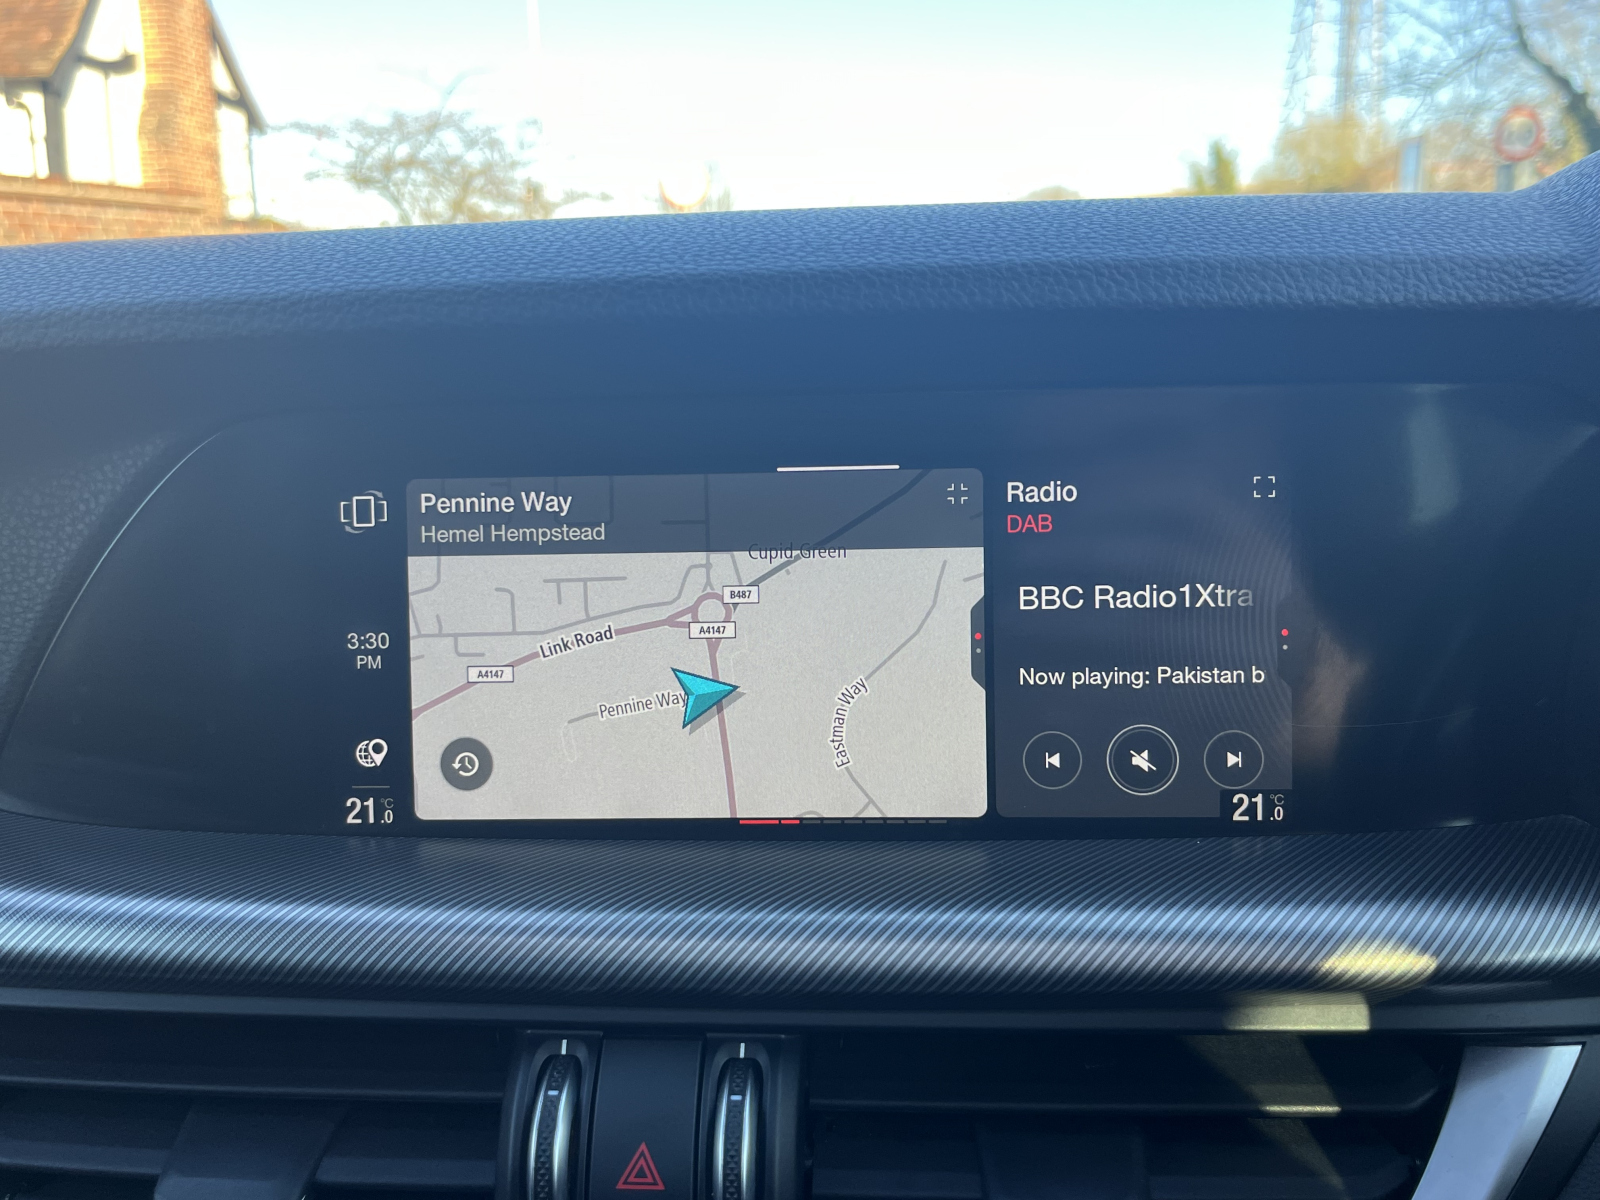 Pennine Way
Hemel Hempstead
Radio
DAB
Cupid Green
B487
A4147
Link Road
A4147
Pennine Way
Eastman Way
BBC Radio1Xtra
Now playing: Pakistan b
3:30
PM
21.0 °C
21.0 °C